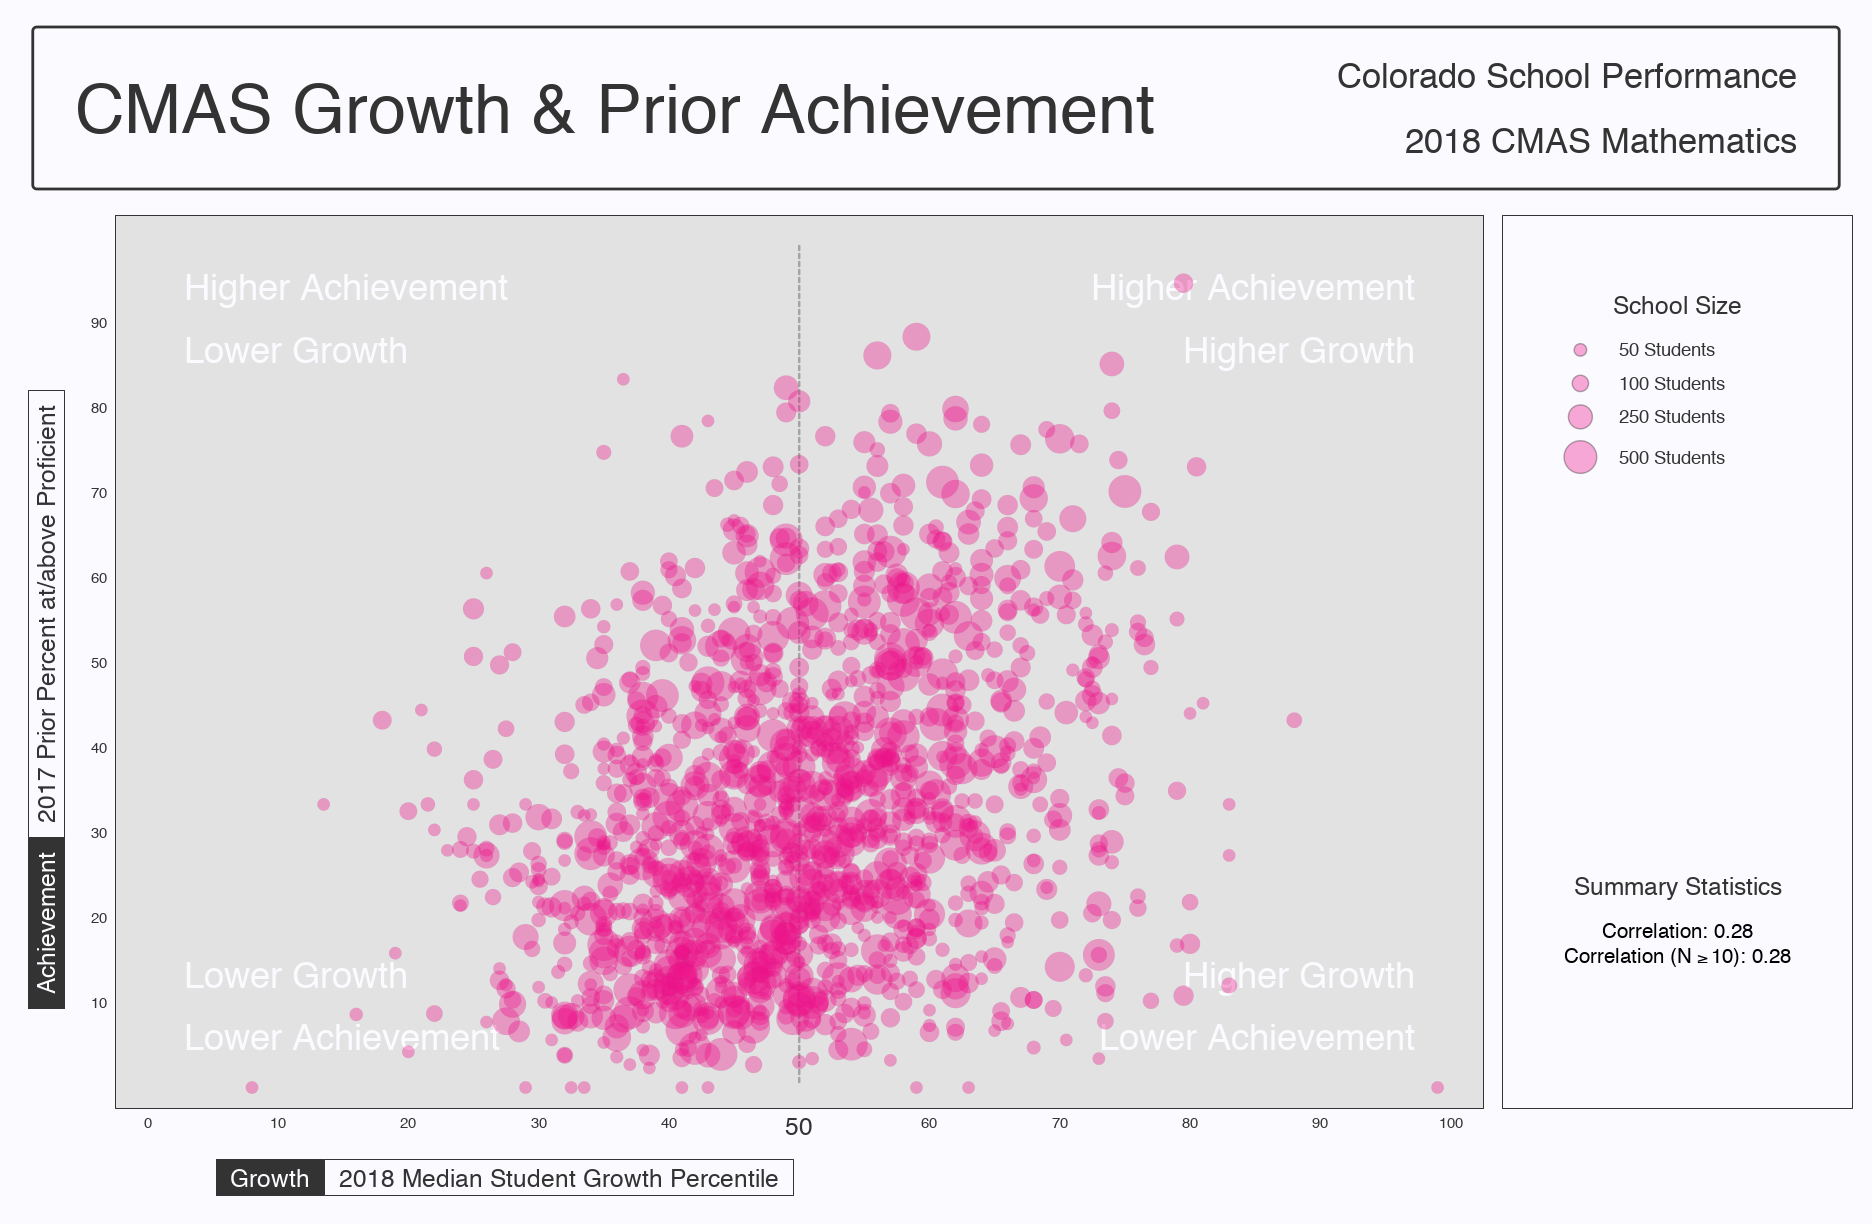 CMAS Growth & Prior Achievement
Colorado School Performance
2018 CMAS Mathematics
Higher Achievement
Lower Growth
Higher Achievement
Higher Growth
Lower Growth
Lower Achievement
Higher Growth
Lower Achievement
90
80
70
60
50
40
30
20
10
Achievement 2017 Prior Percent at/above Proficient
0 10 20 30 40 50 60 70 80 90 100
Growth 2018 Median Student Growth Percentile
School Size
50 Students
100 Students
250 Students
500 Students
Summary Statistics
Correlation: 0.28
Correlation (N ≥ 10): 0.28